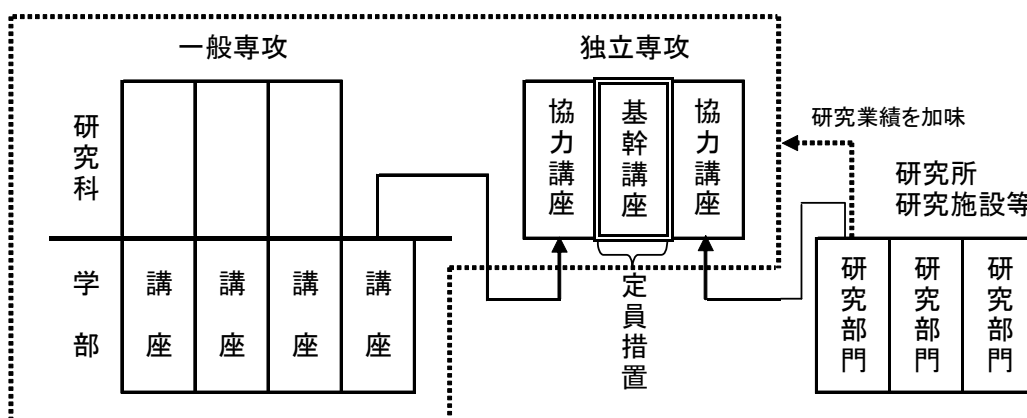 一般専攻
独立専攻
研究科
協力講座
基幹講座
協力講座
研究業績を加味
研究所
研究施設等
学部
講座
講座
講座
講座
定員措置
研究部門
研究部門
研究部門